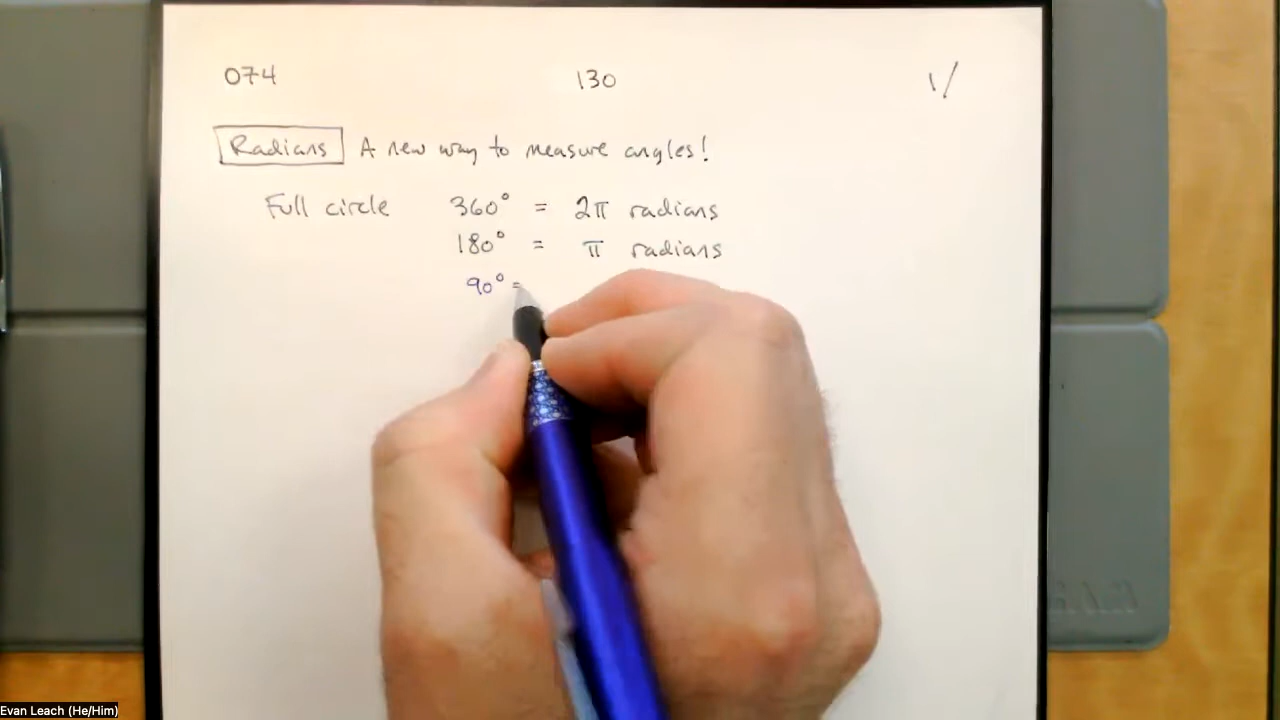 074 130 1/
Radians A new way to measure angles!
Full circle 360° = 2π radians
180° = π radians
90° =
Evan Leach (He/Him)